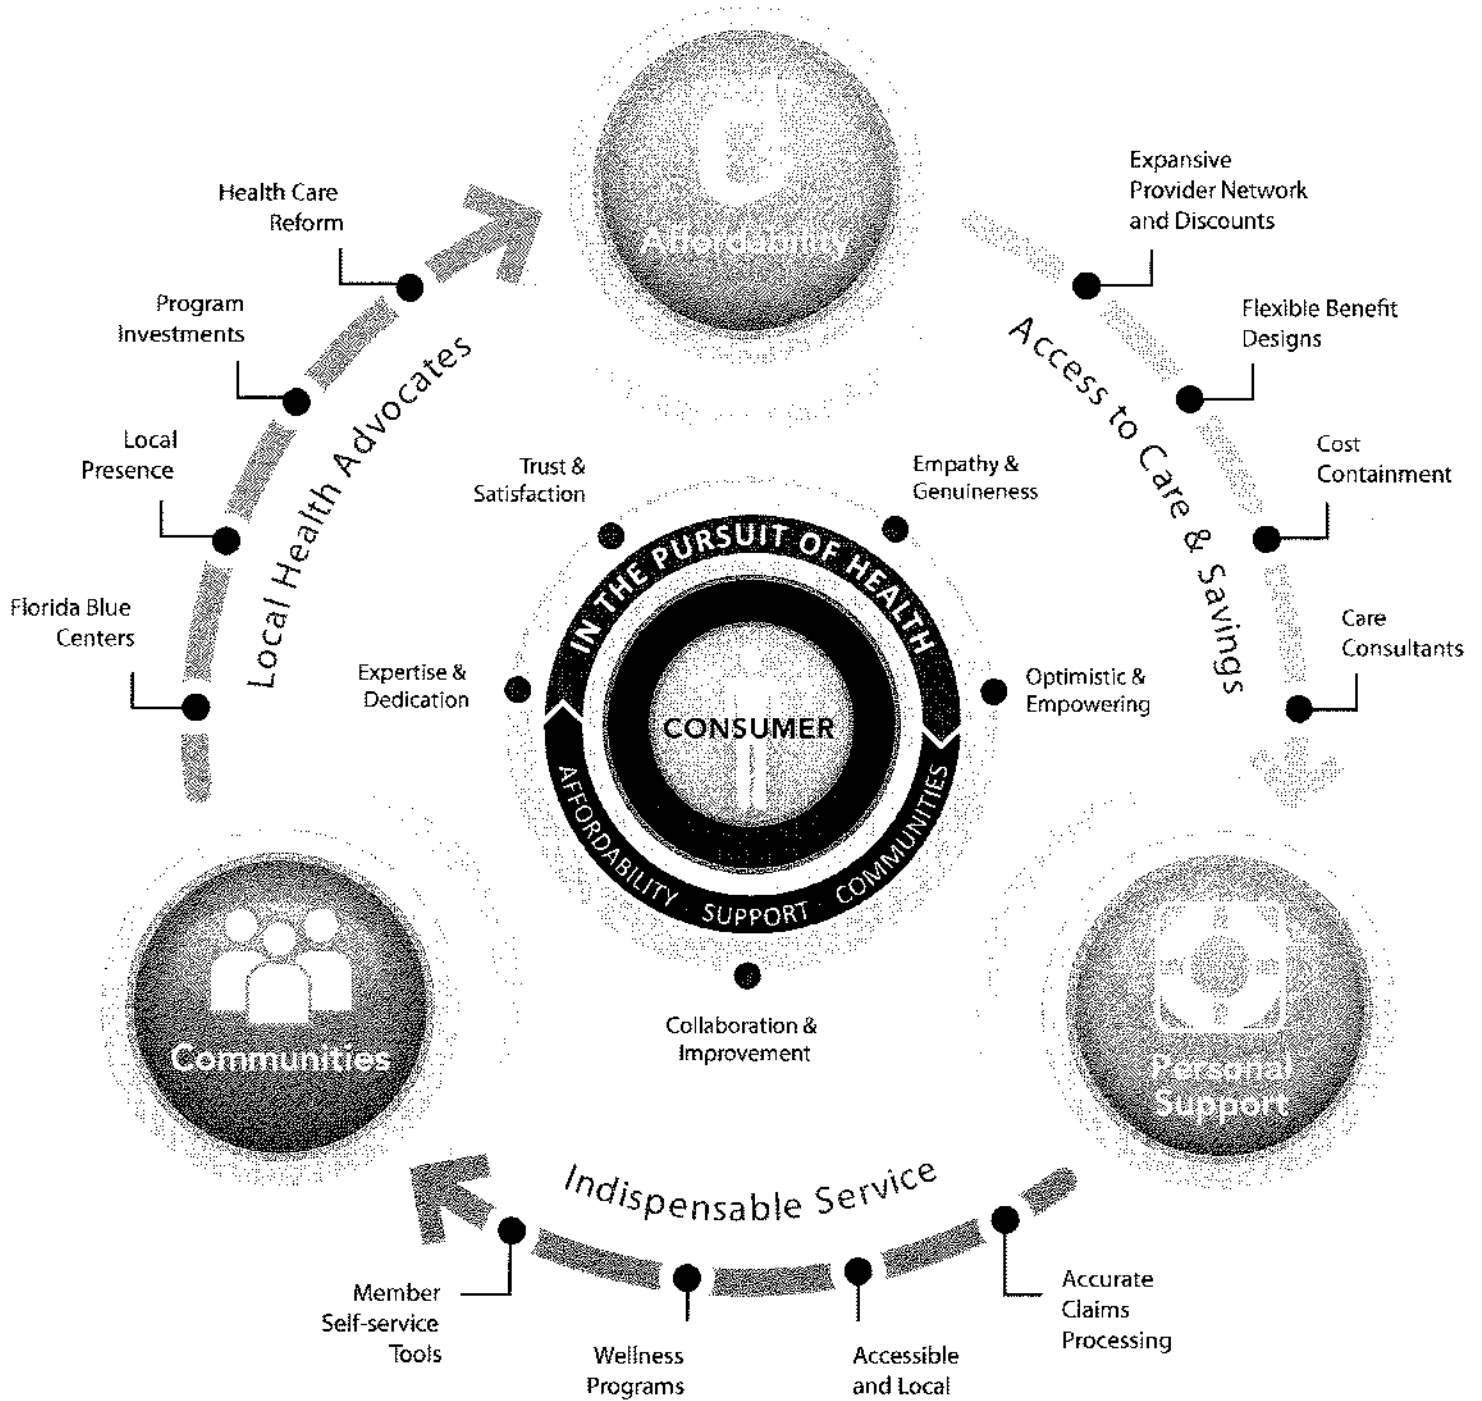 Affordability
Health Care
Reform
Program
Investments
Local
Presence
Florida Blue
Centers
Local Health Advocates
Expansive
Provider Network
and Discounts
Flexible Benefit
Designs
Cost
Containment
Care
Consultants
Access to Care & Savings
Trust &
Satisfaction
Empathy &
Genuineness
Expertise &
Dedication
Optimistic &
Empowering
IN THE PURSUIT OF HEALTH
CONSUMER
AFFORDABILITY · SUPPORT · COMMUNITIES
Collaboration &
Improvement
Communities
Personal
Support
Indispensable Service
Member
Self-service
Tools
Wellness
Programs
Accessible
and Local
Accurate
Claims
Processing